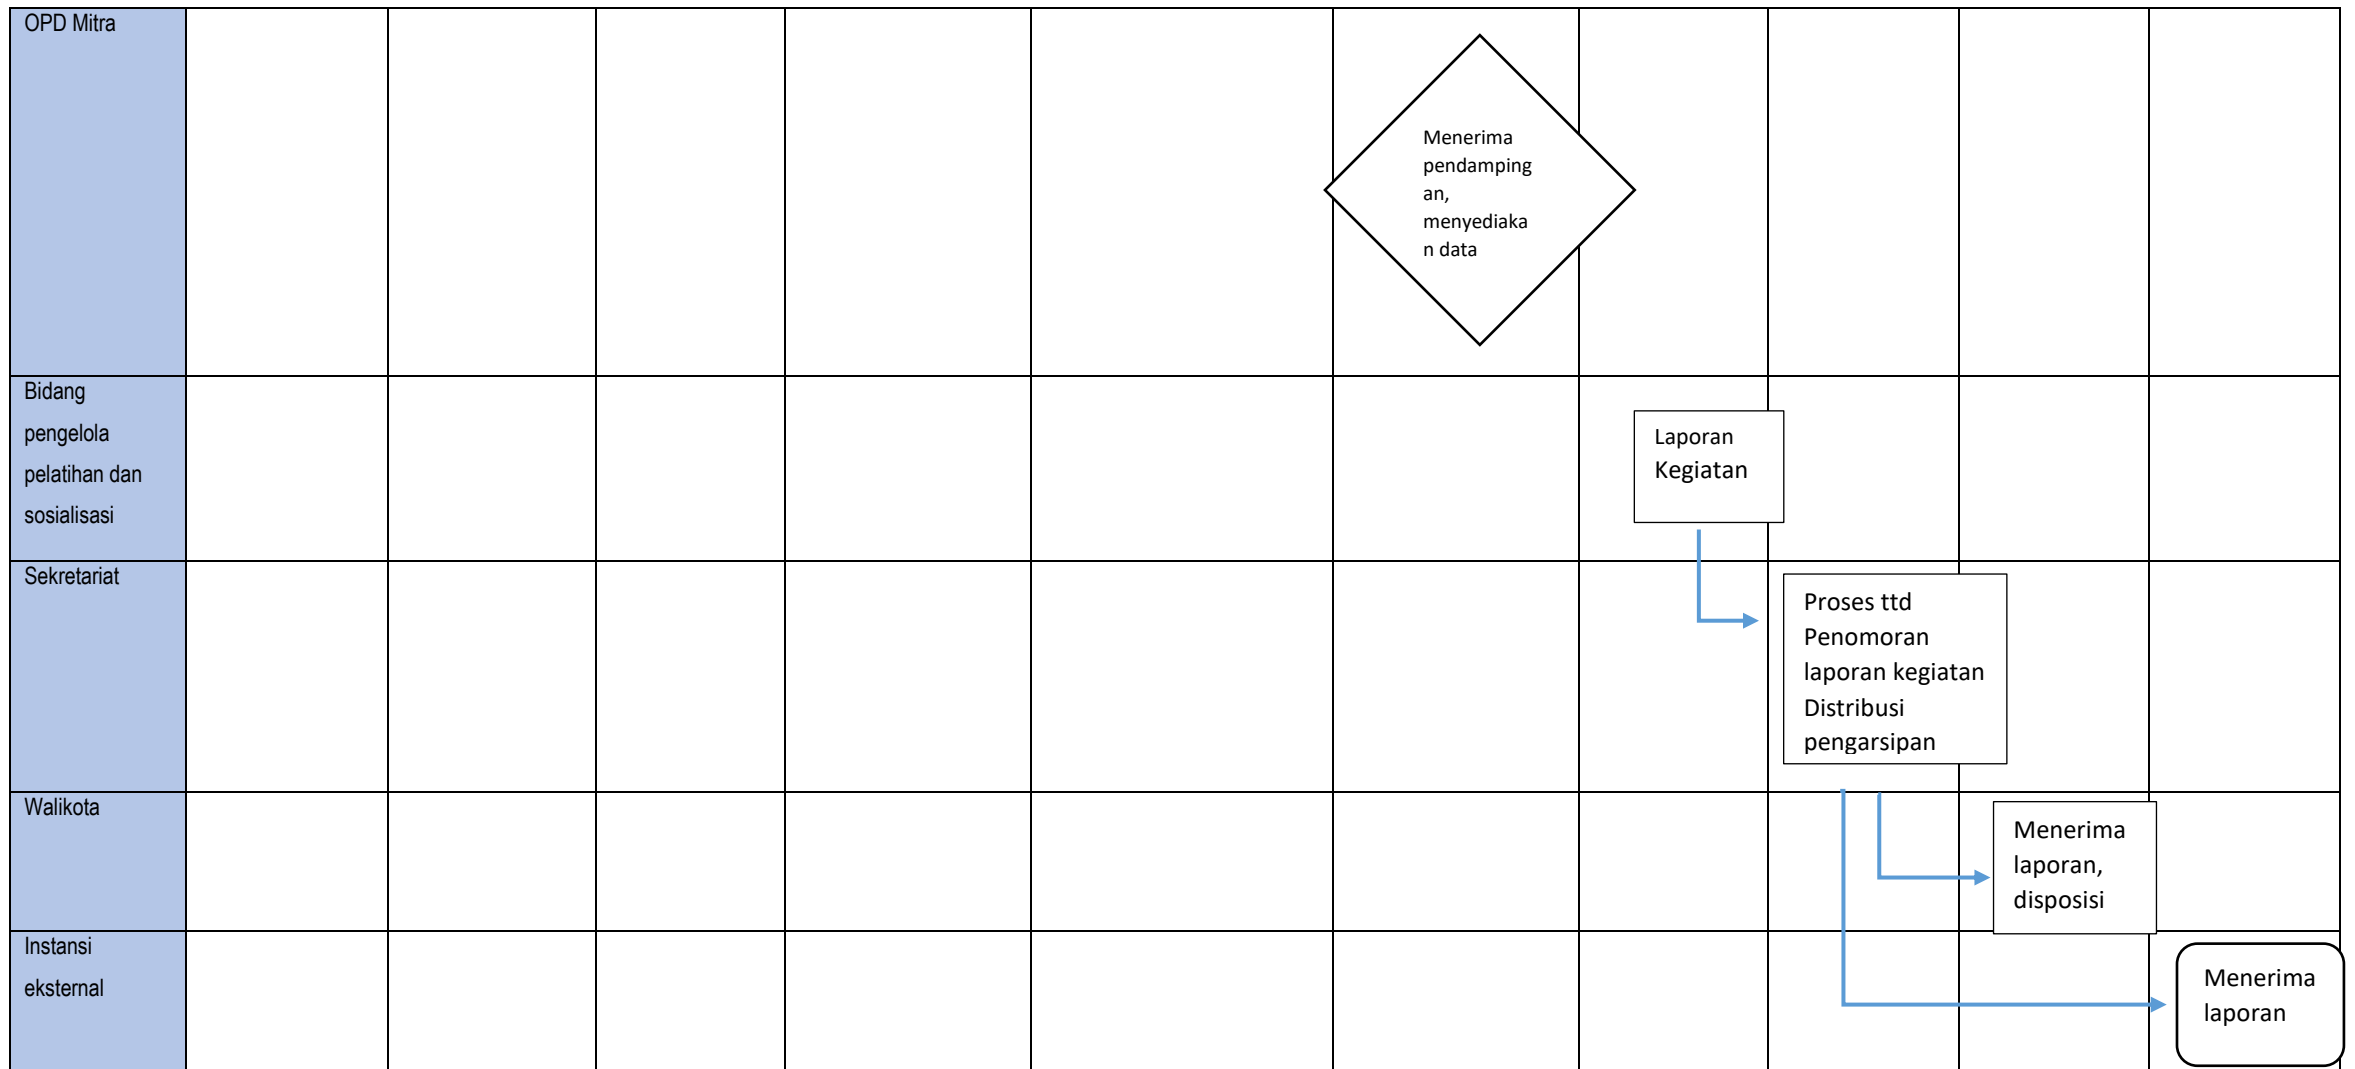 OPD Mitra
Menerima
pendamping
an,
menyediaka
n data
Bidang
pengelola
pelatihan dan
sosialisasi
Laporan
Kegiatan
Sekretariat
Proses ttd
Penomoran
laporan kegiatan
Distribusi
pengarsipan
Walikota
Menerima
laporan,
disposisi
Instansi
eksternal
Menerima
laporan